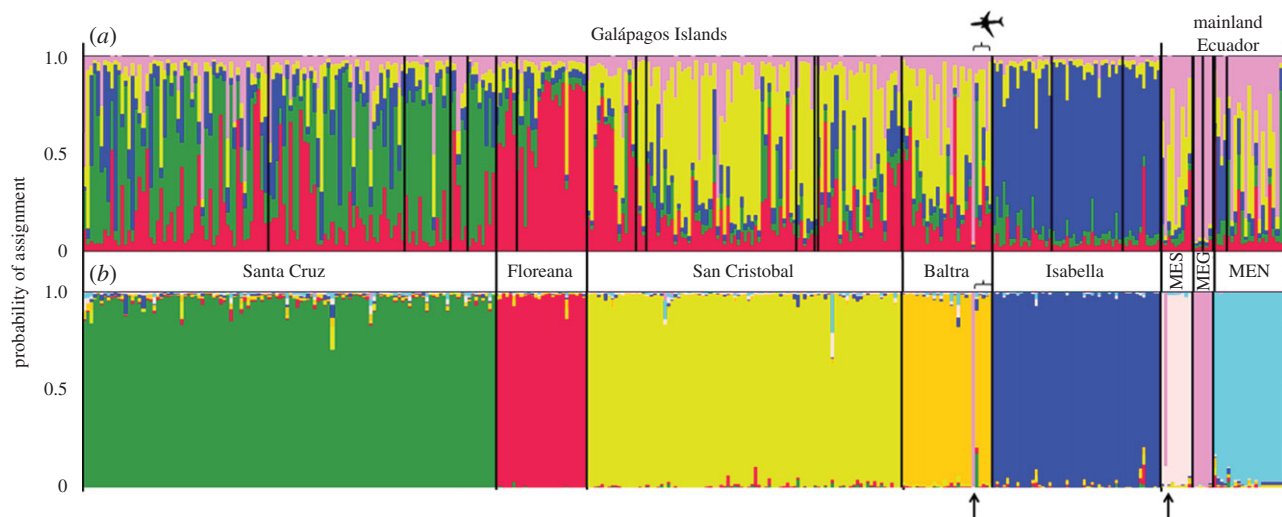 (a)
Galápagos Islands
mainland
Ecuador
1.0
0.5
0
probability of assignment
Santa Cruz
Floreana
San Cristobal
Baltra
Isabella
MES
MEG
MEN
(b)
1.0
0.5
0